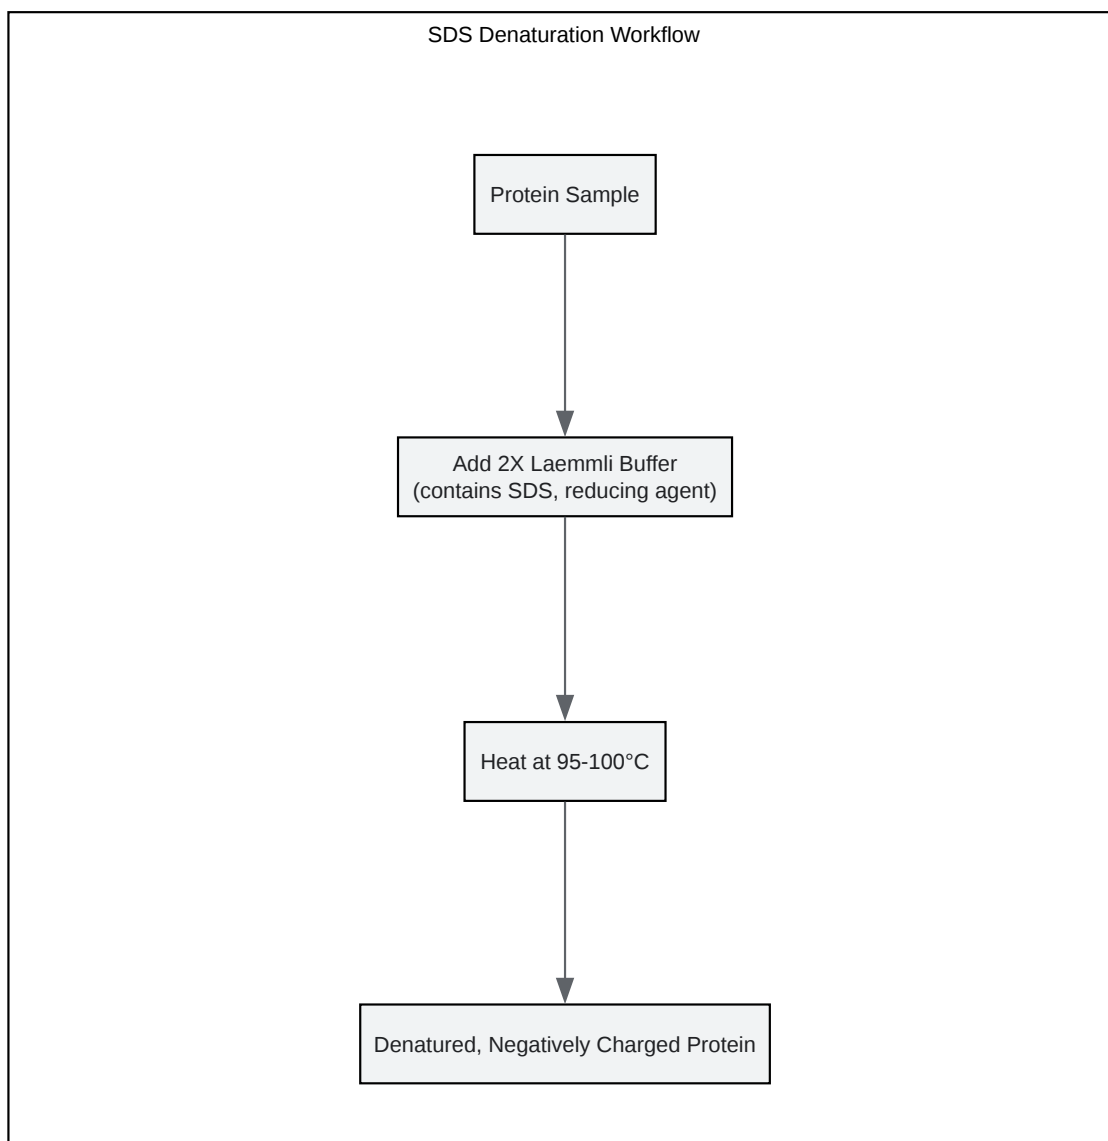 SDS Denaturation Workflow
Protein Sample
Add 2X Laemmli Buffer
(contains SDS, reducing agent)
Heat at 95-100°C
Denatured, Negatively Charged Protein